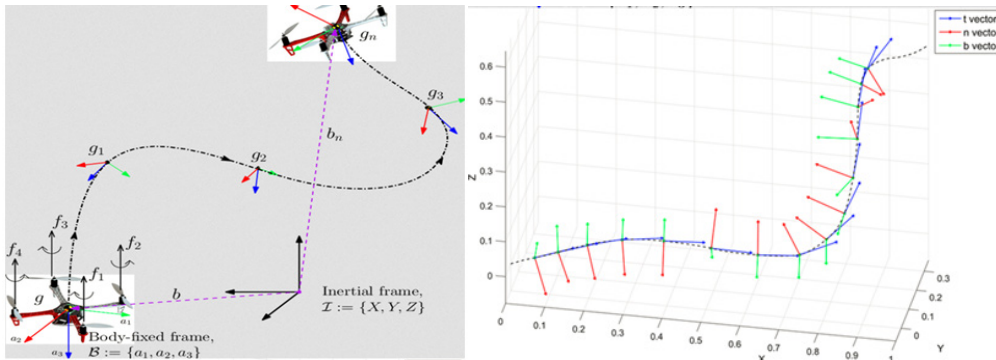 g_n
g_3
b_n
g_1
g_2
f_3
f_4
f_2
f_1
g
b
a_1
a_2
a_3
Inertial frame,
I := {X, Y, Z}
Body-fixed frame,
B := {a_1, a_2, a_3}
t vector
n vector
b vector
0.6
0.5
0.4
0.3
0.2
0.1
0
Z
0 0.1 0.2 0.3 0.4 0.5 0.6 0.7 0.8 0.9 1
0.3
0.2
0.1
0
Y